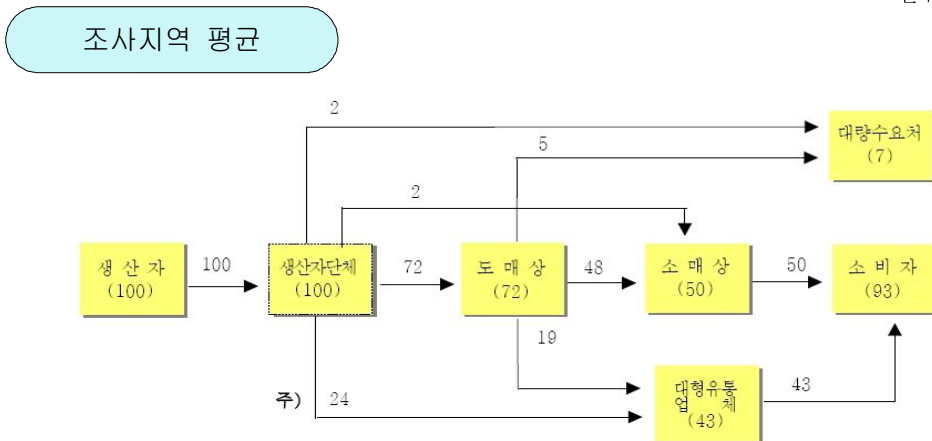 조사지역 평균
2
대량수요처
(7)
5
2
생 산 자
(100)
100
생산자단체
(100)
72
도 매 상
(72)
48
소 매 상
(50)
50
소 비 자
(93)
19
주) 24
대형유통
업 체
(43)
43